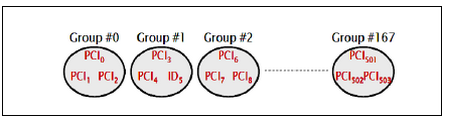 Group #0 Group #1 Group #2 Group #167
PCI0 PCI3 PCI6 PCI501
PCI1 PCI2 PCI4 ID5 PCI7 PCI8 PCI502 PCI503